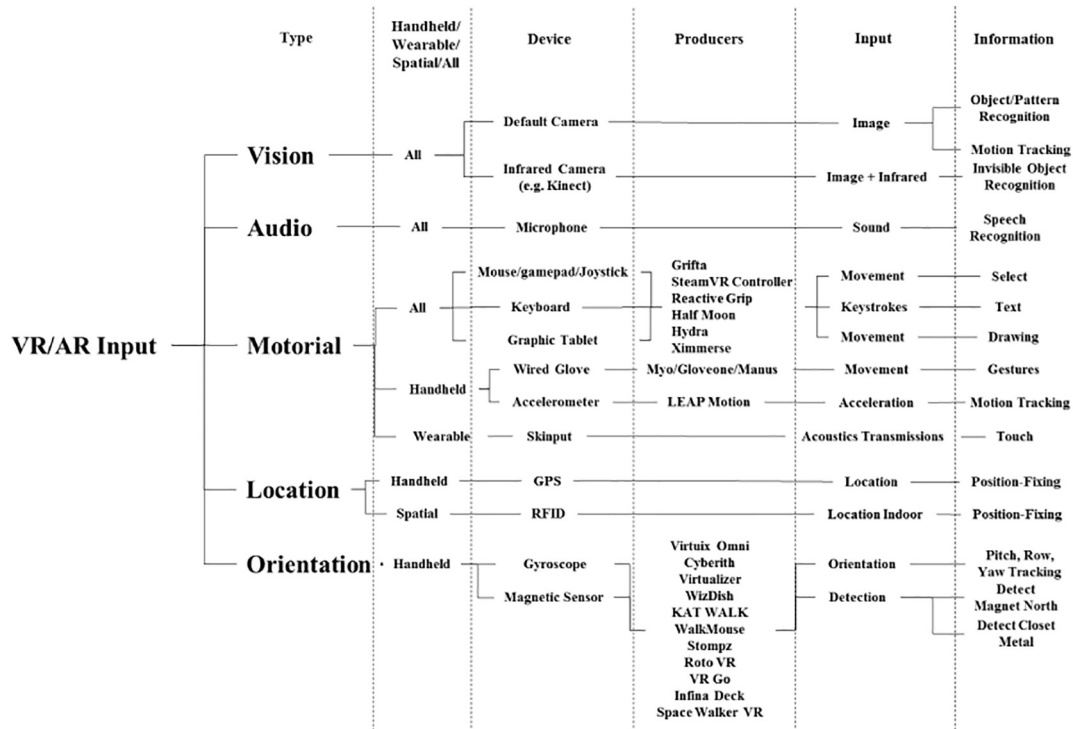 Type
Handheld/
Wearable/
Spatial/All
Device
Producers
Input
Information
VR/AR Input
Vision
All
Default Camera
Image
Object/Pattern
Recognition
Motion Tracking
Infrared Camera
(e.g. Kinect)
Image + Infrared
Invisible Object
Recognition
Audio
All
Microphone
Sound
Speech
Recognition
Motorial
All
Mouse/gamepad/Joystick
Keyboard
Graphic Tablet
Grifta
SteamVR Controller
Reactive Grip
Half Moon
Hydra
Ximmerse
Movement
Select
Keystrokes
Text
Movement
Drawing
Handheld
Wired Glove
Myo/Gloveone/Manus
Movement
Gestures
Accelerometer
LEAP Motion
Acceleration
Motion Tracking
Wearable
Skinput
Acoustics Transmissions
Touch
Location
Handheld
GPS
Location
Position-Fixing
Spatial
RFID
Location Indoor
Position-Fixing
Orientation
Handheld
Gyroscope
Magnetic Sensor
Virtuix Omni
Cyberith
Virtualizer
WizDish
KAT WALK
WalkMouse
Stompz
Roto VR
VR Go
Infina Deck
Space Walker VR
Orientation
Pitch, Row,
Yaw Tracking
Detection
Detect
Magnet North
Detect Closet
Metal